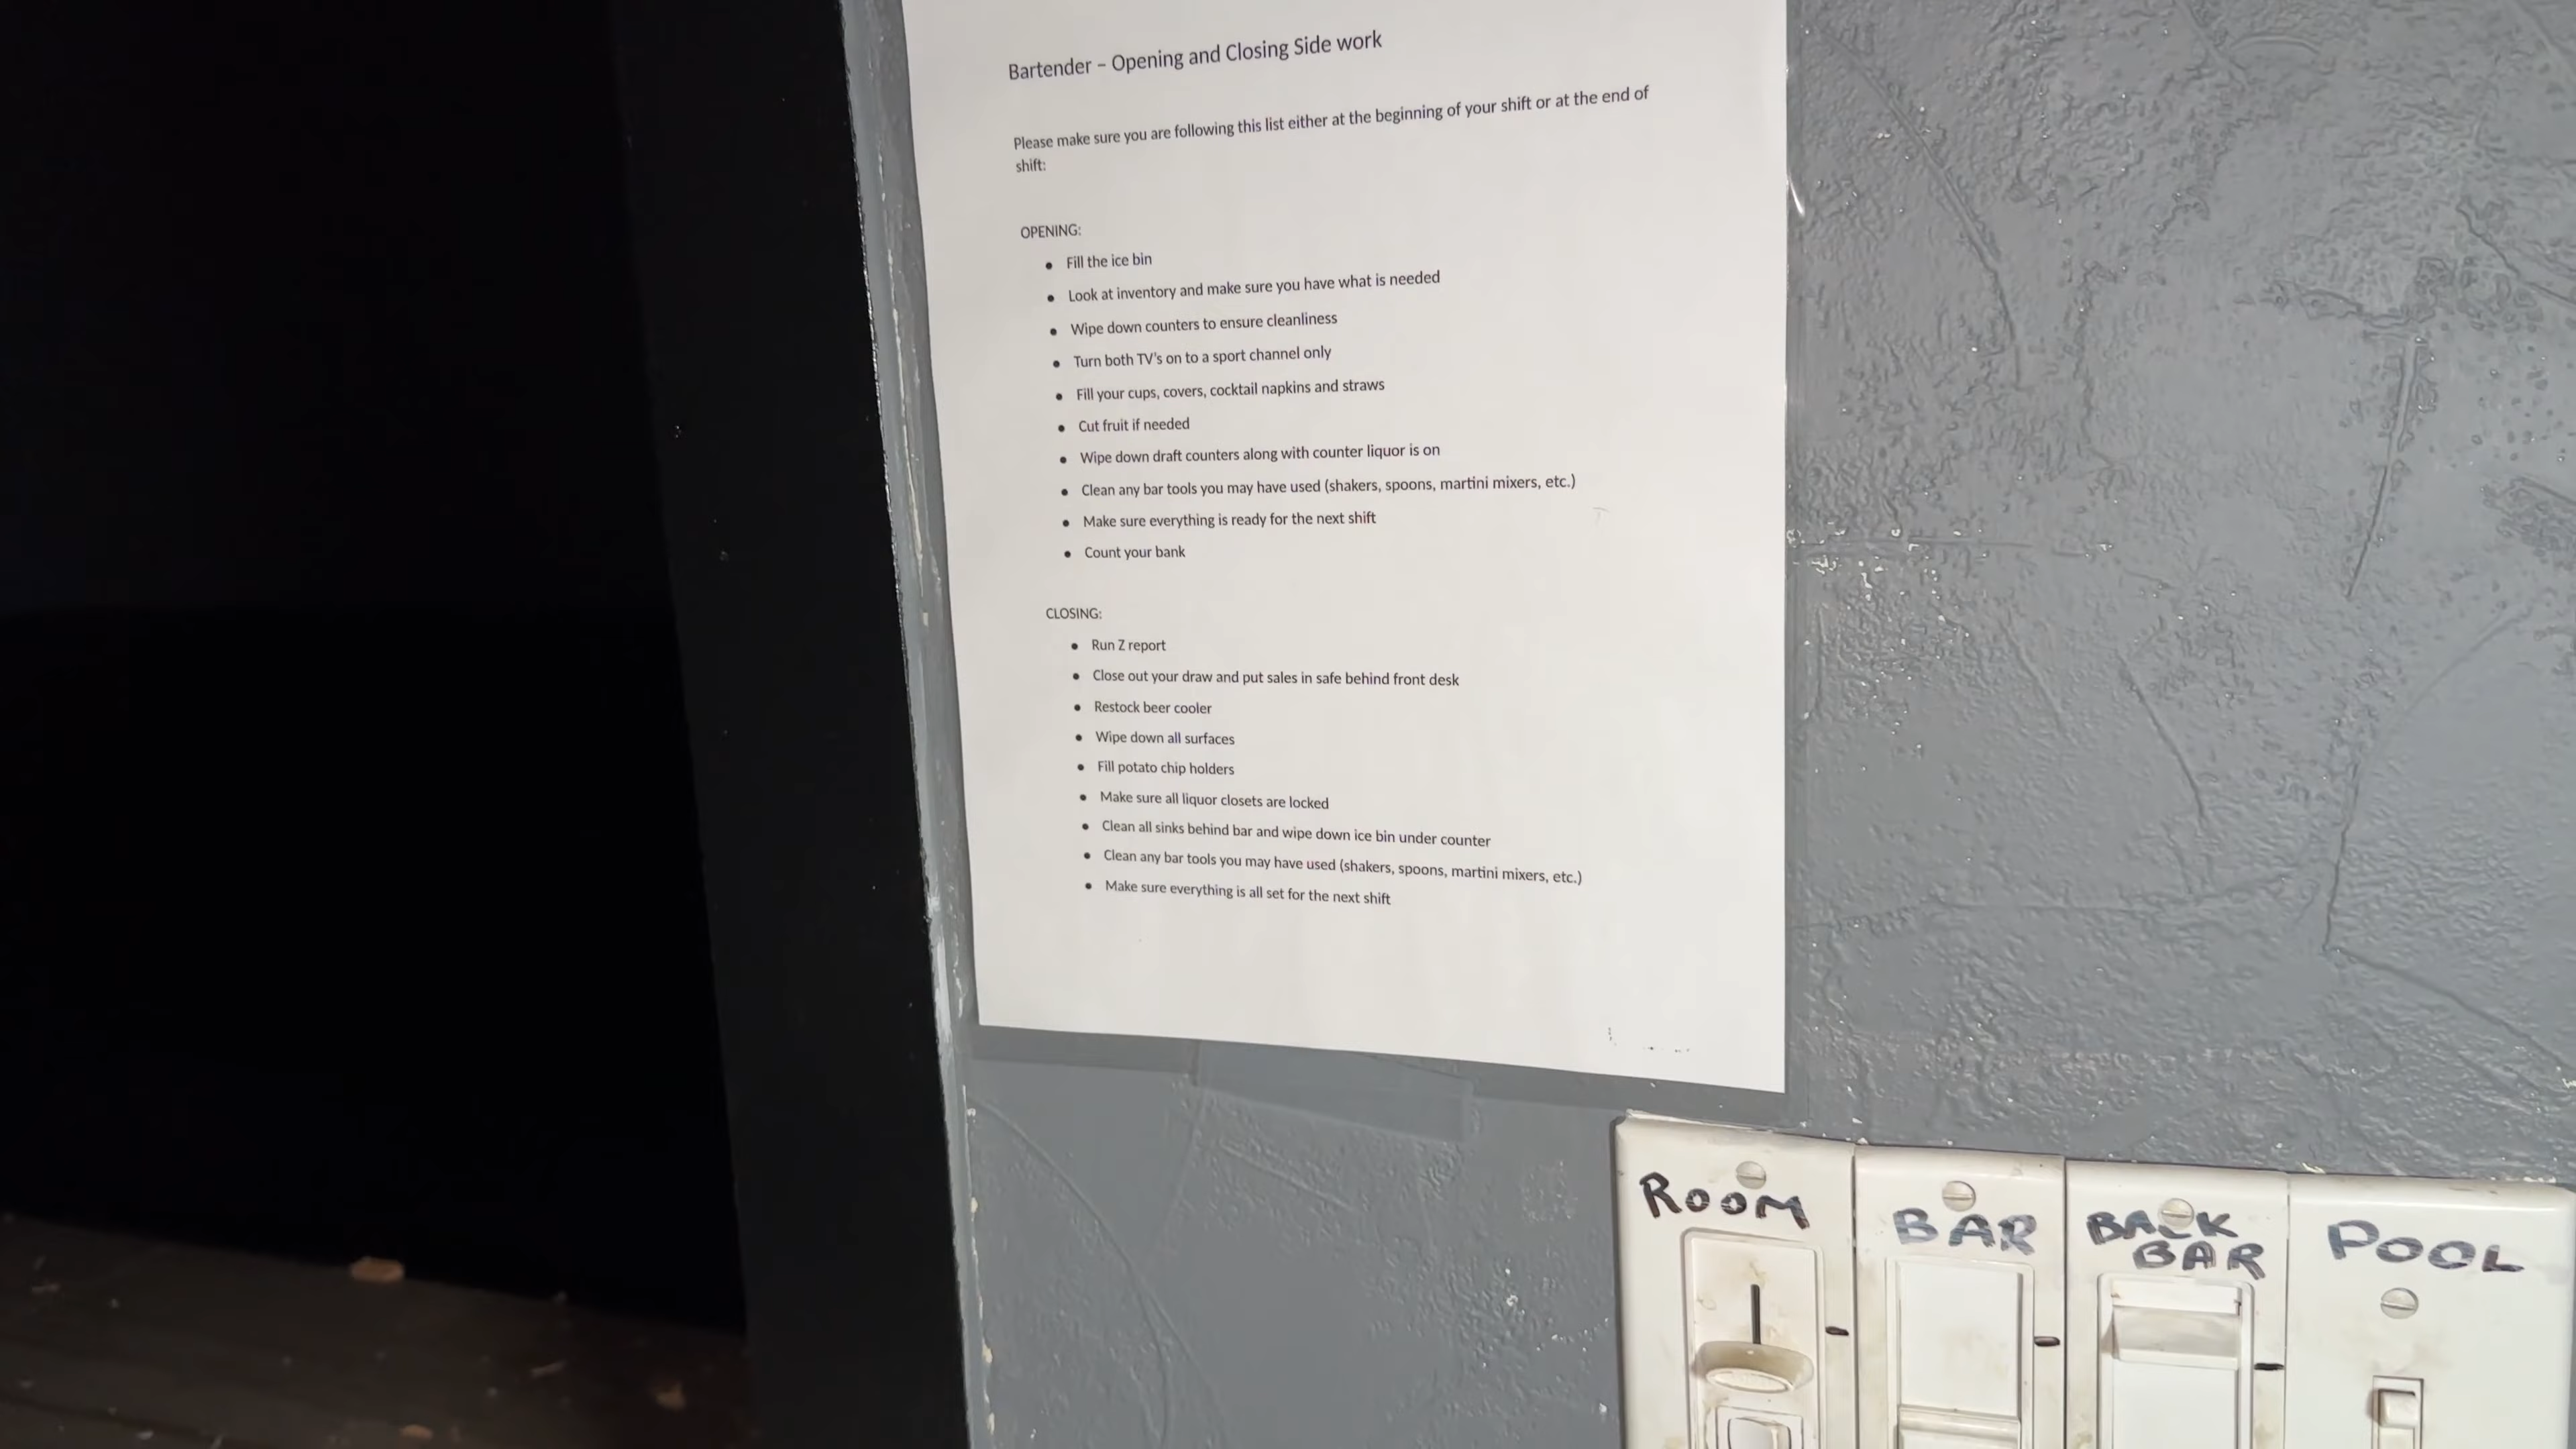 Bartender – Opening and Closing Side work
Please make sure you are following this list either at the beginning of your shift or at the end of
shift:
OPENING:
• Fill the ice bin
• Look at inventory and make sure you have what is needed
• Wipe down counters to ensure cleanliness
• Turn both TV's on to a sport channel only
• Fill your cups, covers, cocktail napkins and straws
• Cut fruit if needed
• Wipe down draft counters along with counter liquor is on
• Clean any bar tools you may have used (shakers, spoons, martini mixers, etc.)
• Make sure everything is ready for the next shift
• Count your bank
CLOSING:
• Run Z report
• Close out your draw and put sales in safe behind front desk
• Restock beer cooler
• Wipe down all surfaces
• Fill potato chip holders
• Make sure all liquor closets are locked
• Clean all sinks behind bar and wipe down ice bin under counter
• Clean any bar tools you may have used (shakers, spoons, martini mixers, etc.)
• Make sure everything is all set for the next shift
ROOM
BAR
BACK
BAR
POOL